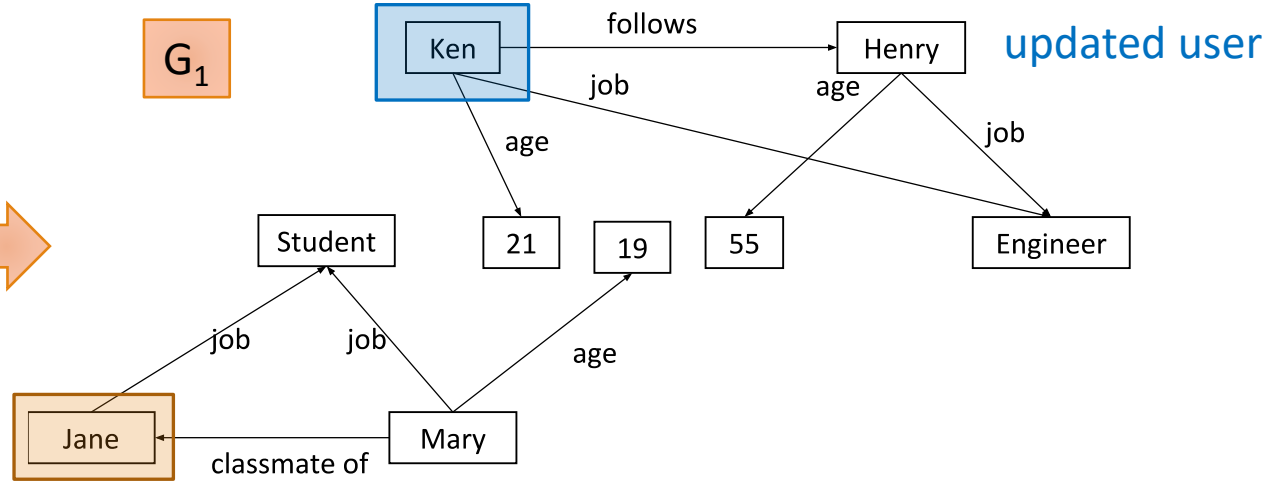 G1
Ken
follows
Henry
updated user
job
age
age
job
Student
21
19
55
Engineer
job
job
age
Jane
Mary
classmate of